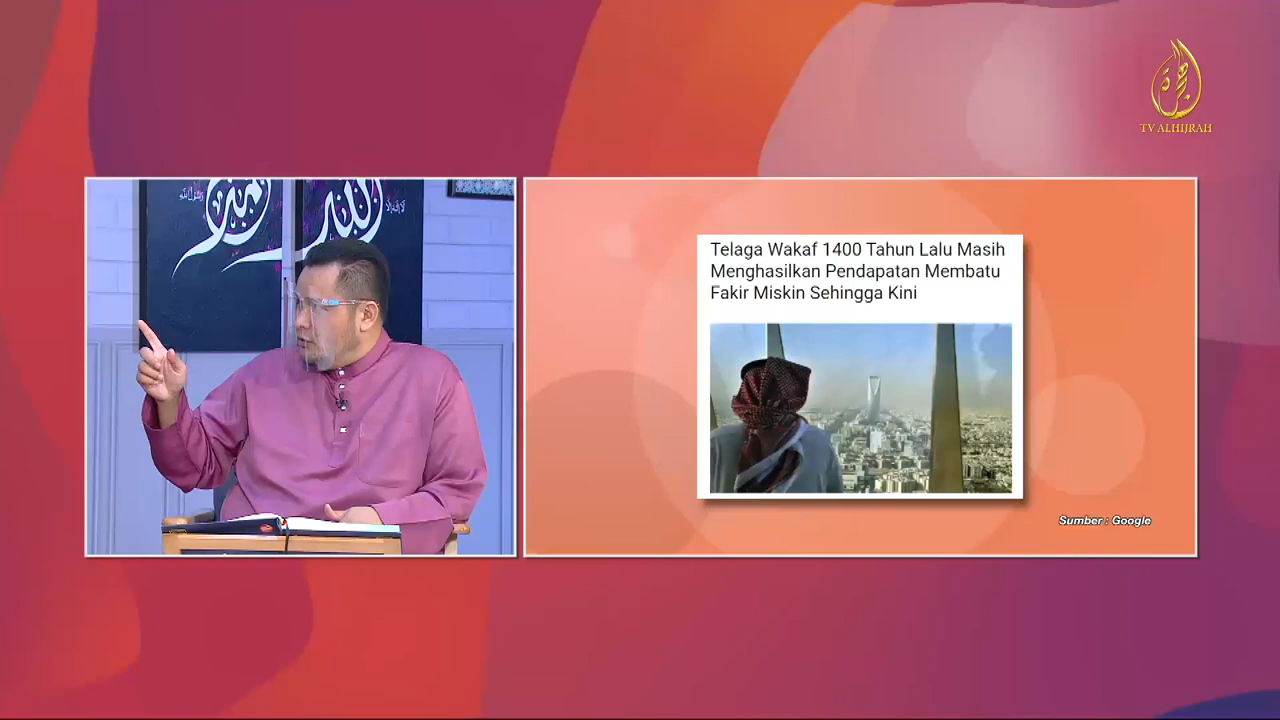 TV ALHIJRAH
Telaga Wakaf 1400 Tahun Lalu Masih
Menghasilkan Pendapatan Membatu
Fakir Miskin Sehingga Kini
Sumber : Google